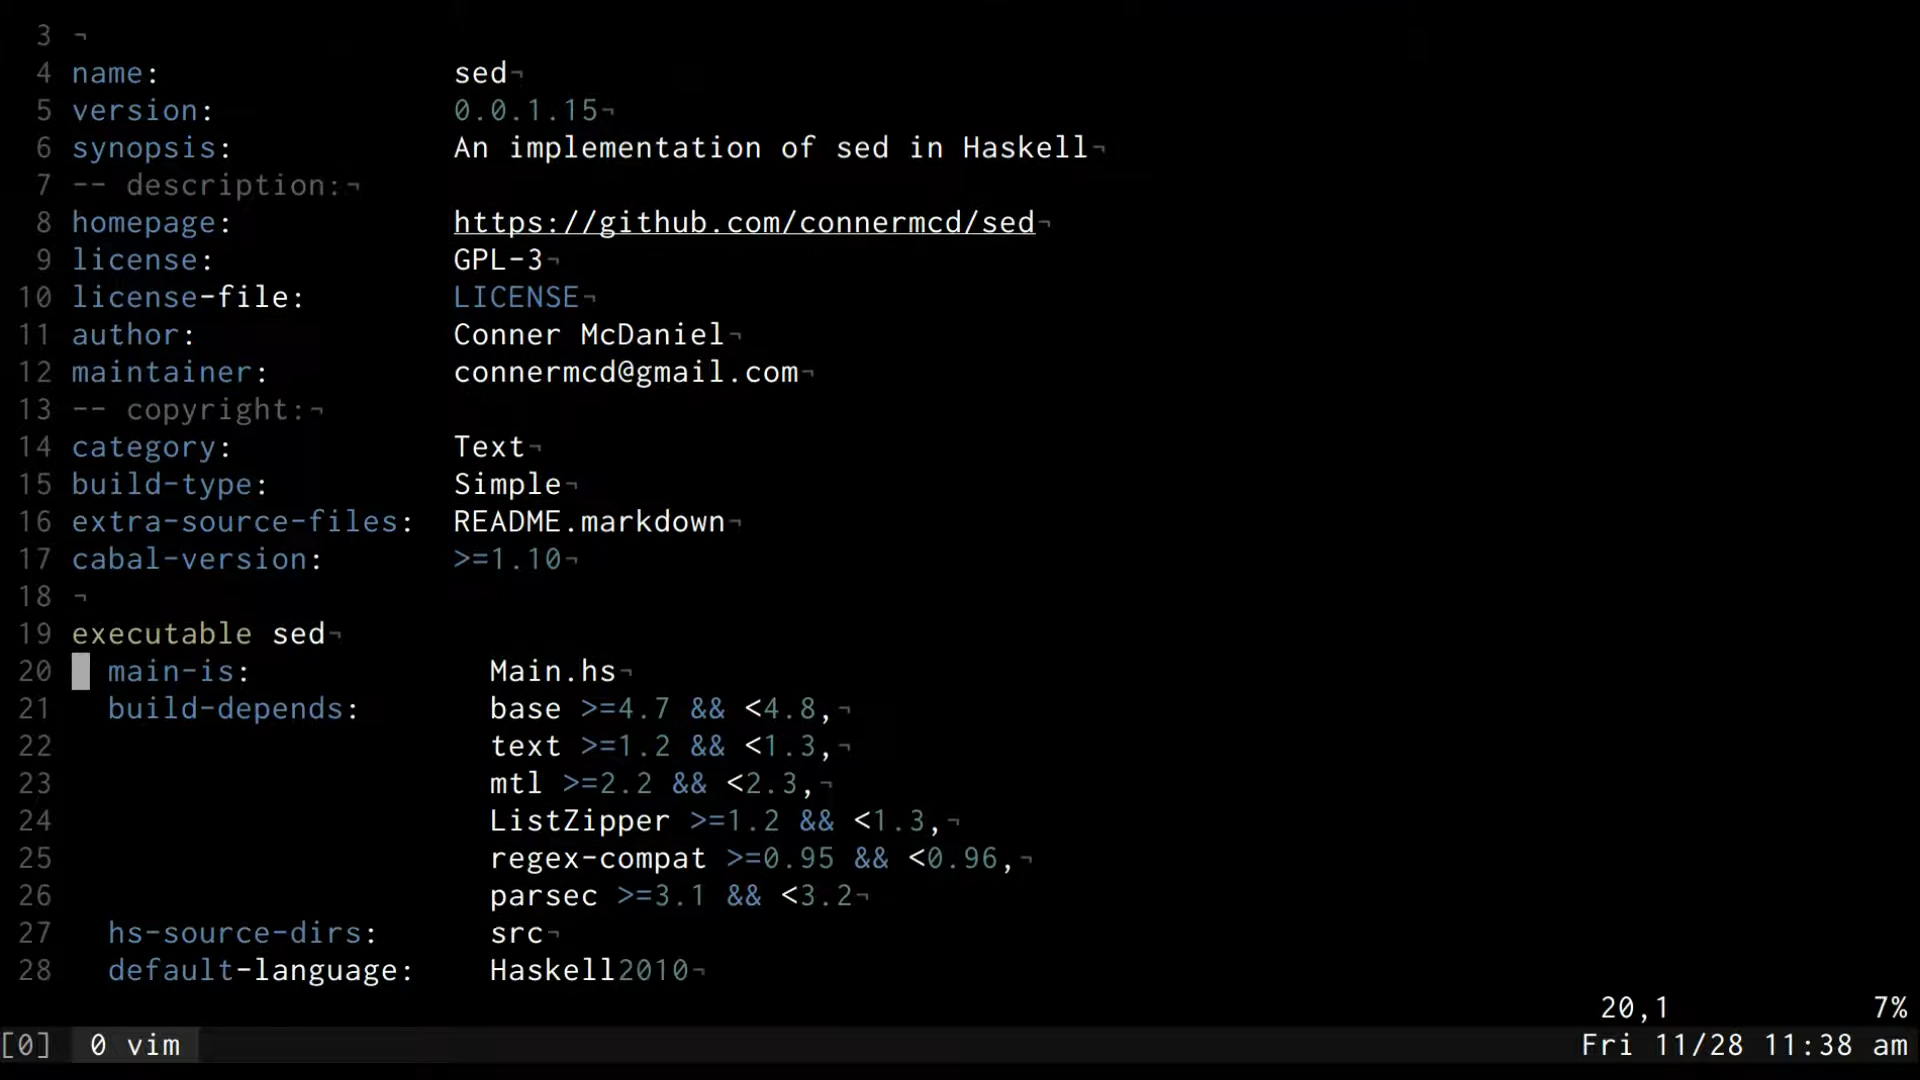 3 ¬
4 name: sed¬
5 version: 0.0.1.15¬
6 synopsis: An implementation of sed in Haskell¬
7 -- description:¬
8 homepage: https://github.com/connermcd/sed¬
9 license: GPL-3¬
10 license-file: LICENSE¬
11 author: Conner McDaniel¬
12 maintainer: connermcd@gmail.com¬
13 -- copyright:¬
14 category: Text¬
15 build-type: Simple¬
16 extra-source-files: README.markdown¬
17 cabal-version: >=1.10¬
18 ¬
19 executable sed¬
20 main-is: Main.hs¬
21 build-depends: base >=4.7 && <4.8,¬
22 text >=1.2 && <1.3,¬
23 mtl >=2.2 && <2.3,¬
24 ListZipper >=1.2 && <1.3,¬
25 regex-compat >=0.95 && <0.96,¬
26 parsec >=3.1 && <3.2¬
27 hs-source-dirs: src¬
28 default-language: Haskell2010¬
20,1 7%
[0] 0 vim Fri 11/28 11:38 am